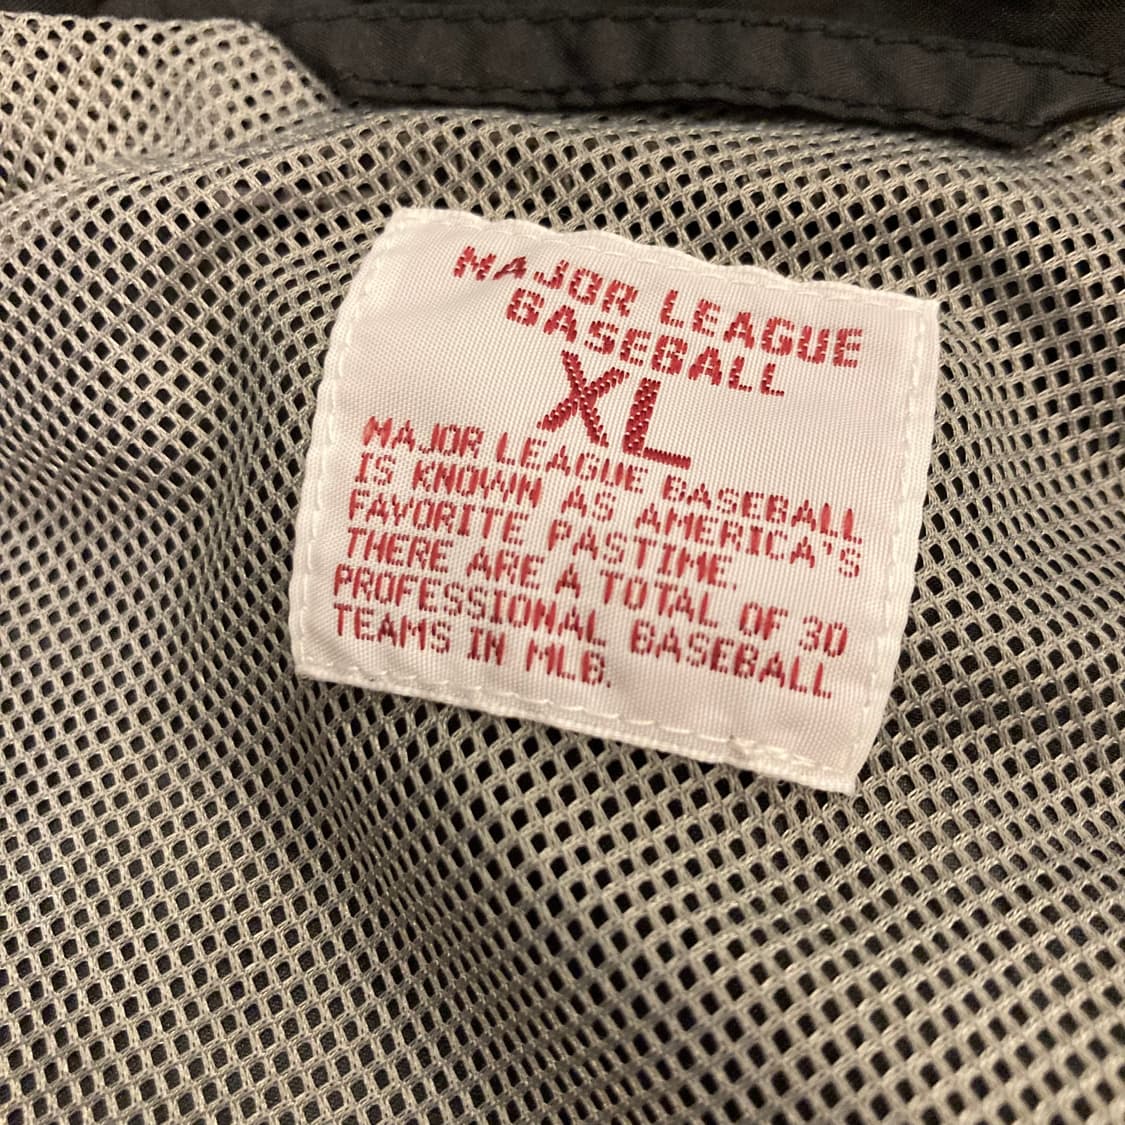 MAJOR LEAGUE
BASEBALL
XL
MAJOR LEAGUE BASEBALL
IS KNOWN AS AMERICA'S
FAVORITE PASTIME.
THERE ARE A TOTAL OF 30
PROFESSIONAL BASEBALL
TEAMS IN MLB.